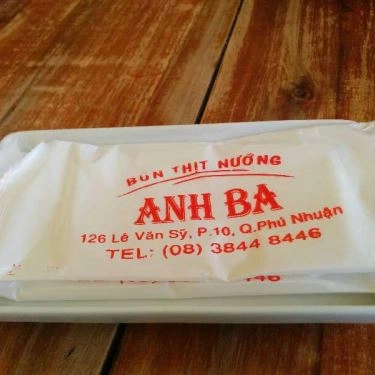 BÚN THỊT NƯỚNG
ANH BA
126 Lê Văn Sỹ, P.10, Q.Phú Nhuận
TEL: (08) 3844 8446